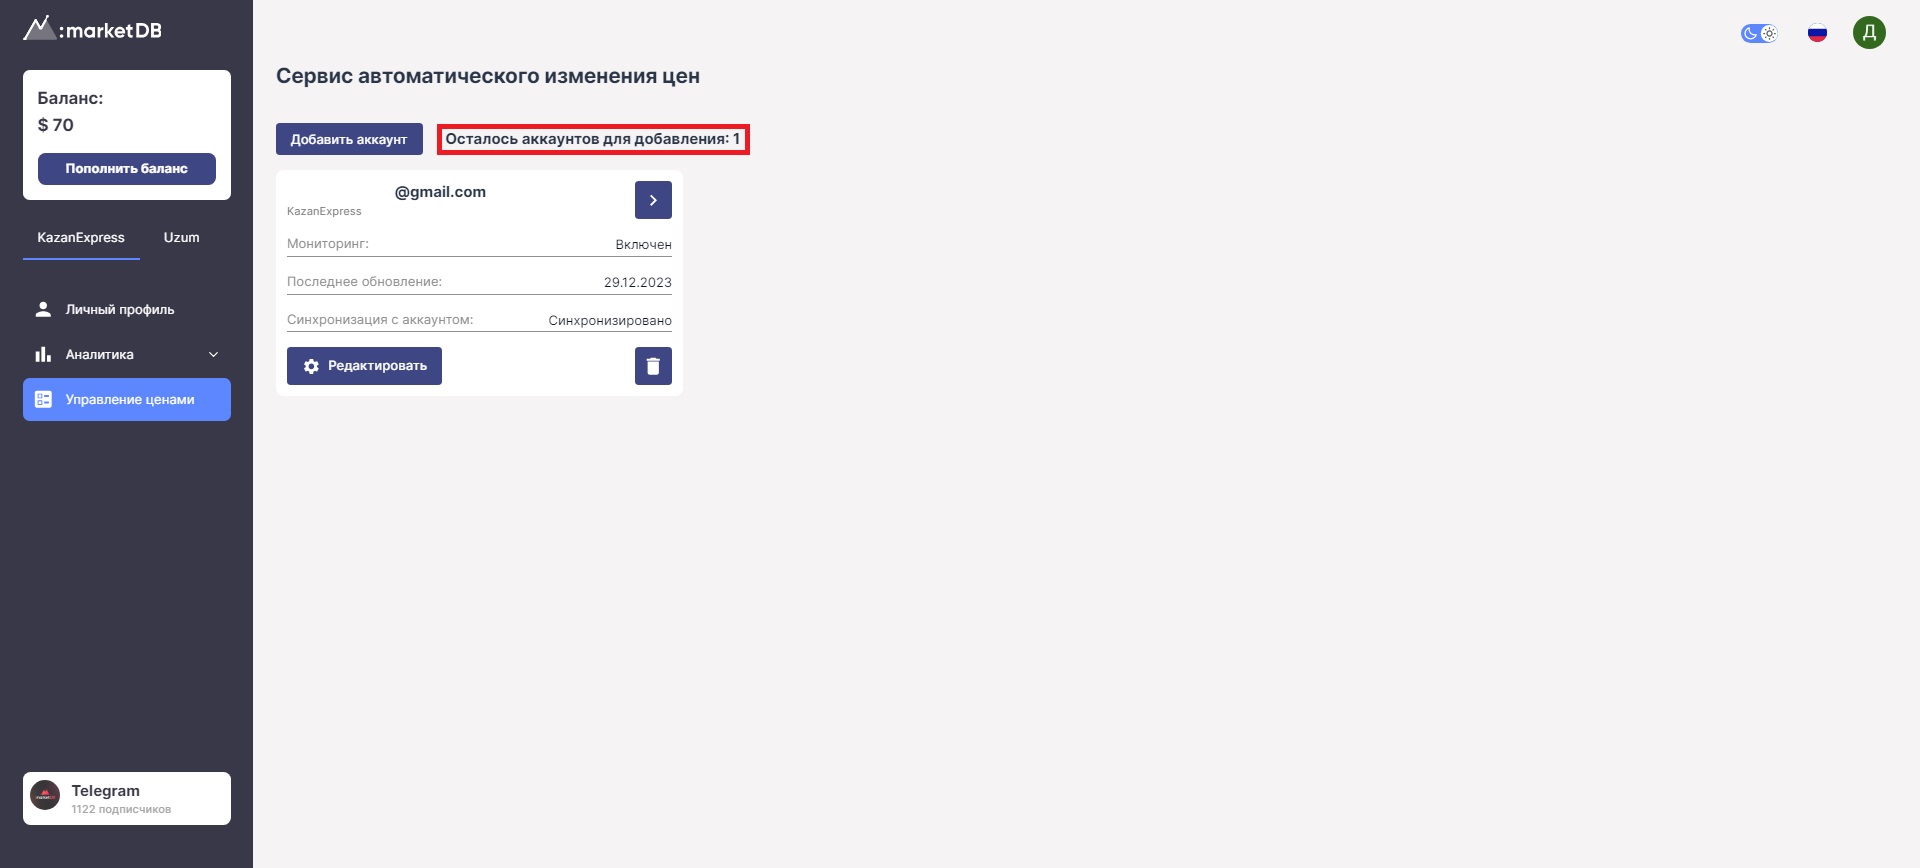 :marketDB
Баланс:
$ 70
Пополнить баланс
KazanExpress Uzum
Личный профиль
Аналитика
Управление ценами
Telegram
1122 подписчиков
Д
Сервис автоматического изменения цен
Добавить аккаунт Осталось аккаунтов для добавления: 1
@gmail.com
KazanExpress
Мониторинг: Включен
Последнее обновление: 29.12.2023
Синхронизация с аккаунтом: Синхронизировано
Редактировать